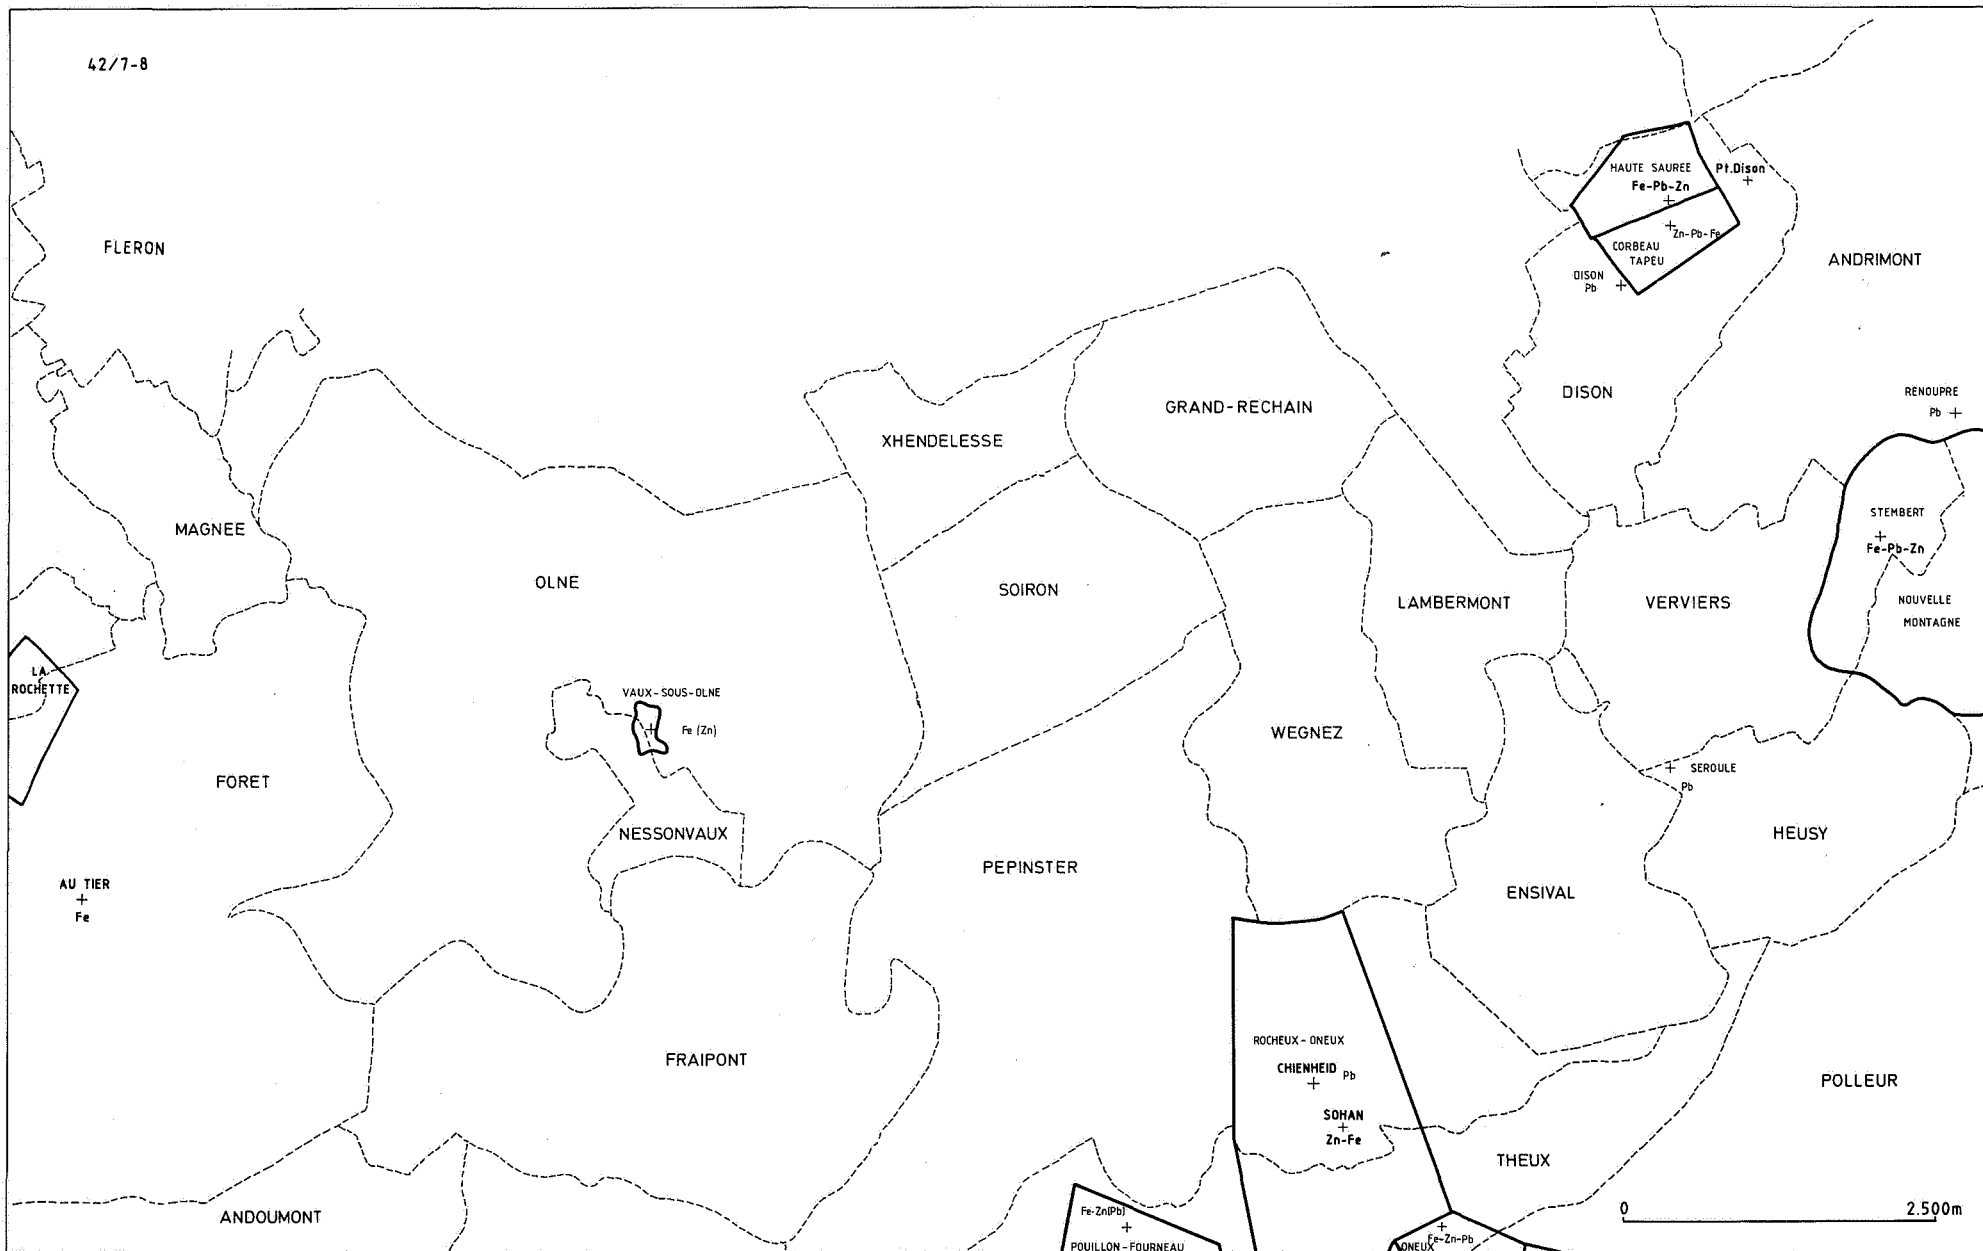 42/7-8
FLERON
HAUTE SAUREE
Fe-Pb-Zn
Pt.Dison
Zn-Pb-Fe
CORBEAU
TAPEU
DISON
Pb
ANDRIMONT
DISON
RENOUPRE
Pb
GRAND-RECHAIN
XHENDELESSE
MAGNEE
OLNE
SOIRON
LAMBERMONT
VERVIERS
STEMBERT
Fe-Pb-Zn
NOUVELLE
MONTAGNE
LA
ROCHETTE
VAUX-SOUS-OLNE
Fe (Zn)
WEGNEZ
SEROULE
Pb
FORET
NESSONVAUX
PEPINSTER
HEUSY
AU TIER
Fe
ENSIVAL
FRAIPONT
ROCHEUX-ONEUX
CHIENHEID Pb
SOHAN
Zn-Fe
POLLEUR
THEUX
ANDOUMONT
Fe-Zn(Pb)
POUILLON-FOURNEAU
Fe-Zn-Pb
ONEUX
0 2.500m